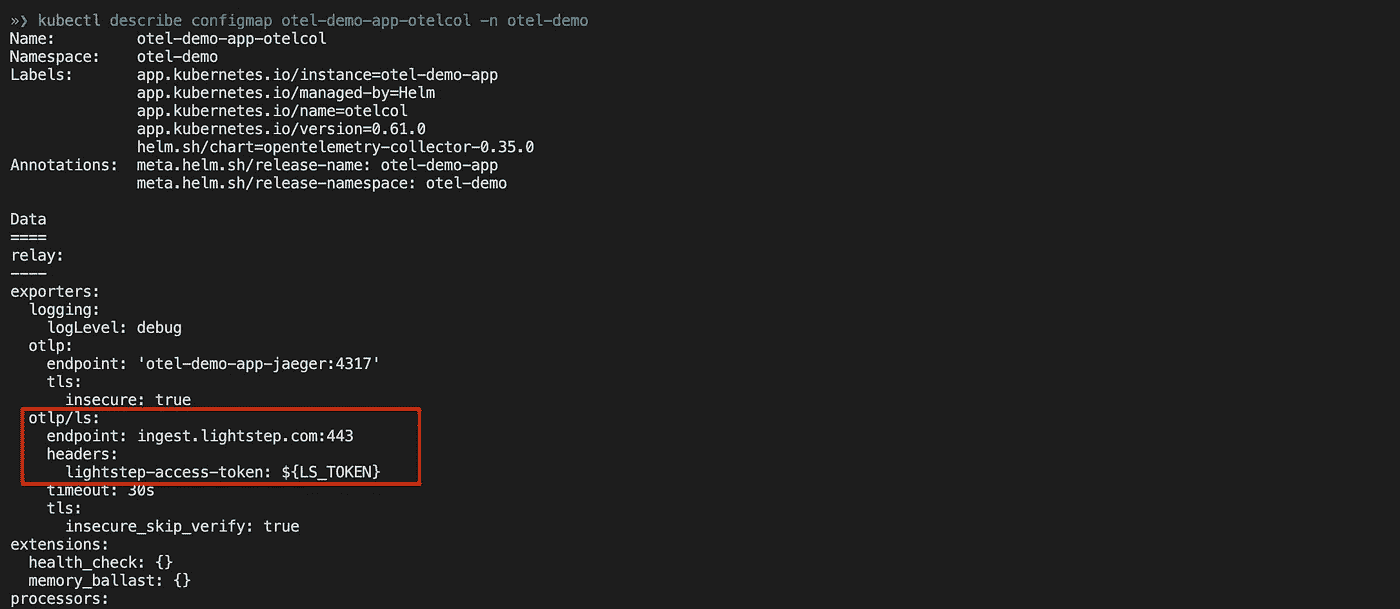 »❯ kubectl describe configmap otel-demo-app-otelcol -n otel-demo
Name:         otel-demo-app-otelcol
Namespace:    otel-demo
Labels:       app.kubernetes.io/instance=otel-demo-app
              app.kubernetes.io/managed-by=Helm
              app.kubernetes.io/name=otelcol
              app.kubernetes.io/version=0.61.0
              helm.sh/chart=opentelemetry-collector-0.35.0
Annotations:  meta.helm.sh/release-name: otel-demo-app
              meta.helm.sh/release-namespace: otel-demo

Data
====
relay:
----
exporters:
  logging:
    logLevel: debug
  otlp:
    endpoint: 'otel-demo-app-jaeger:4317'
    tls:
      insecure: true
  otlp/ls:
    endpoint: ingest.lightstep.com:443
    headers:
      lightstep-access-token: ${LS_TOKEN}
    timeout: 30s
    tls:
      insecure_skip_verify: true
extensions:
  health_check: {}
  memory_ballast: {}
processors: